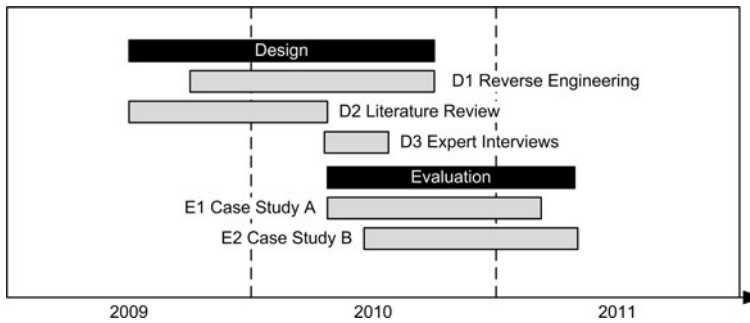 Design
D1 Reverse Engineering
D2 Literature Review
D3 Expert Interviews
Evaluation
E1 Case Study A
E2 Case Study B
2009 2010 2011